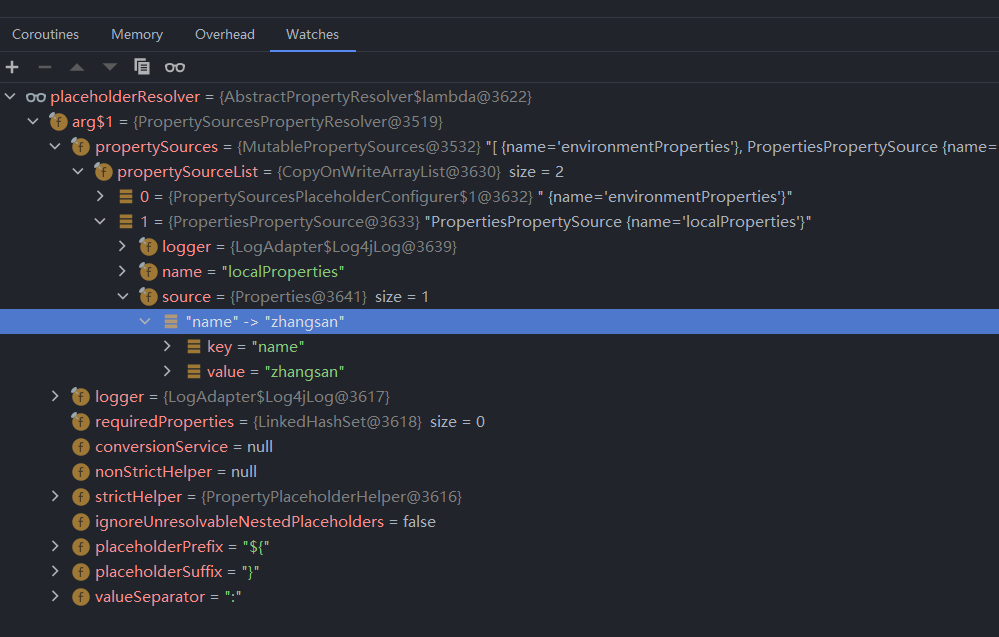 Coroutines Memory Overhead Watches
placeholderResolver = {AbstractPropertyResolver$lambda@3622}
f arg$1 = {PropertySourcesPropertyResolver@3519}
f propertySources = {MutablePropertySources@3532} "[ {name='environmentProperties'}, PropertiesPropertySource {name=
f propertySourceList = {CopyOnWriteArrayList@3630} size = 2
0 = {PropertySourcesPlaceholderConfigurer$1@3632} " {name='environmentProperties'}"
1 = {PropertiesPropertySource@3633} "PropertiesPropertySource {name='localProperties'}"
f logger = {LogAdapter$Log4jLog@3639}
f name = "localProperties"
f source = {Properties@3641} size = 1
"name" -> "zhangsan"
key = "name"
value = "zhangsan"
f logger = {LogAdapter$Log4jLog@3617}
f requiredProperties = {LinkedHashSet@3618} size = 0
f conversionService = null
f nonStrictHelper = null
f strictHelper = {PropertyPlaceholderHelper@3616}
f ignoreUnresolvableNestedPlaceholders = false
f placeholderPrefix = "${"
f placeholderSuffix = "}"
f valueSeparator = ":"